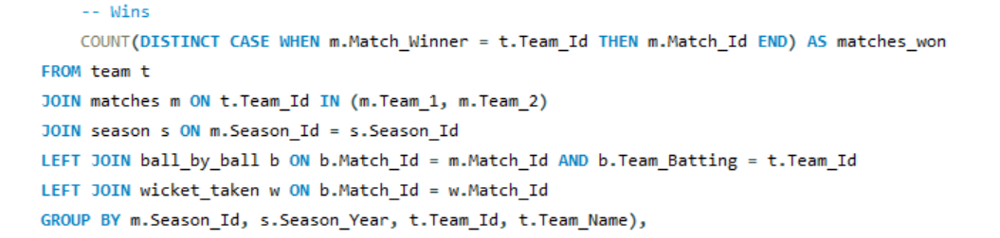 -- Wins
COUNT(DISTINCT CASE WHEN m.Match_Winner = t.Team_Id THEN m.Match_Id END) AS matches_won
FROM team t
JOIN matches m ON t.Team_Id IN (m.Team_1, m.Team_2)
JOIN season s ON m.Season_Id = s.Season_Id
LEFT JOIN ball_by_ball b ON b.Match_Id = m.Match_Id AND b.Team_Batting = t.Team_Id
LEFT JOIN wicket_taken w ON b.Match_Id = w.Match_Id
GROUP BY m.Season_Id, s.Season_Year, t.Team_Id, t.Team_Name),